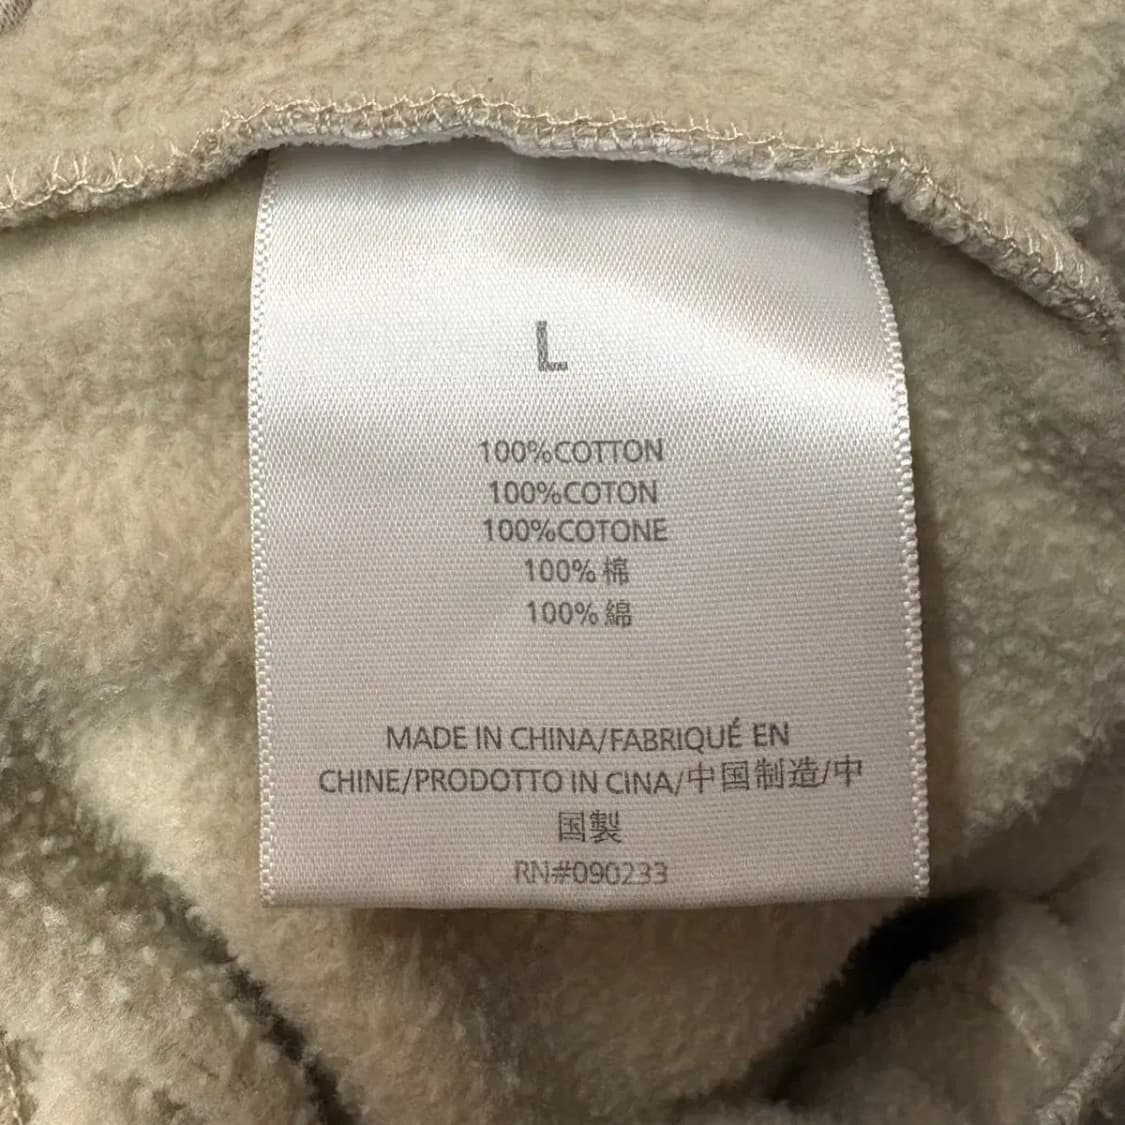 L
100%COTTON
100%COTON
100%COTONE
100%棉
100%綿
MADE IN CHINA/FABRIQUÉ EN
CHINE/PRODOTTO IN CINA/中国制造/中
国製
RN#090233